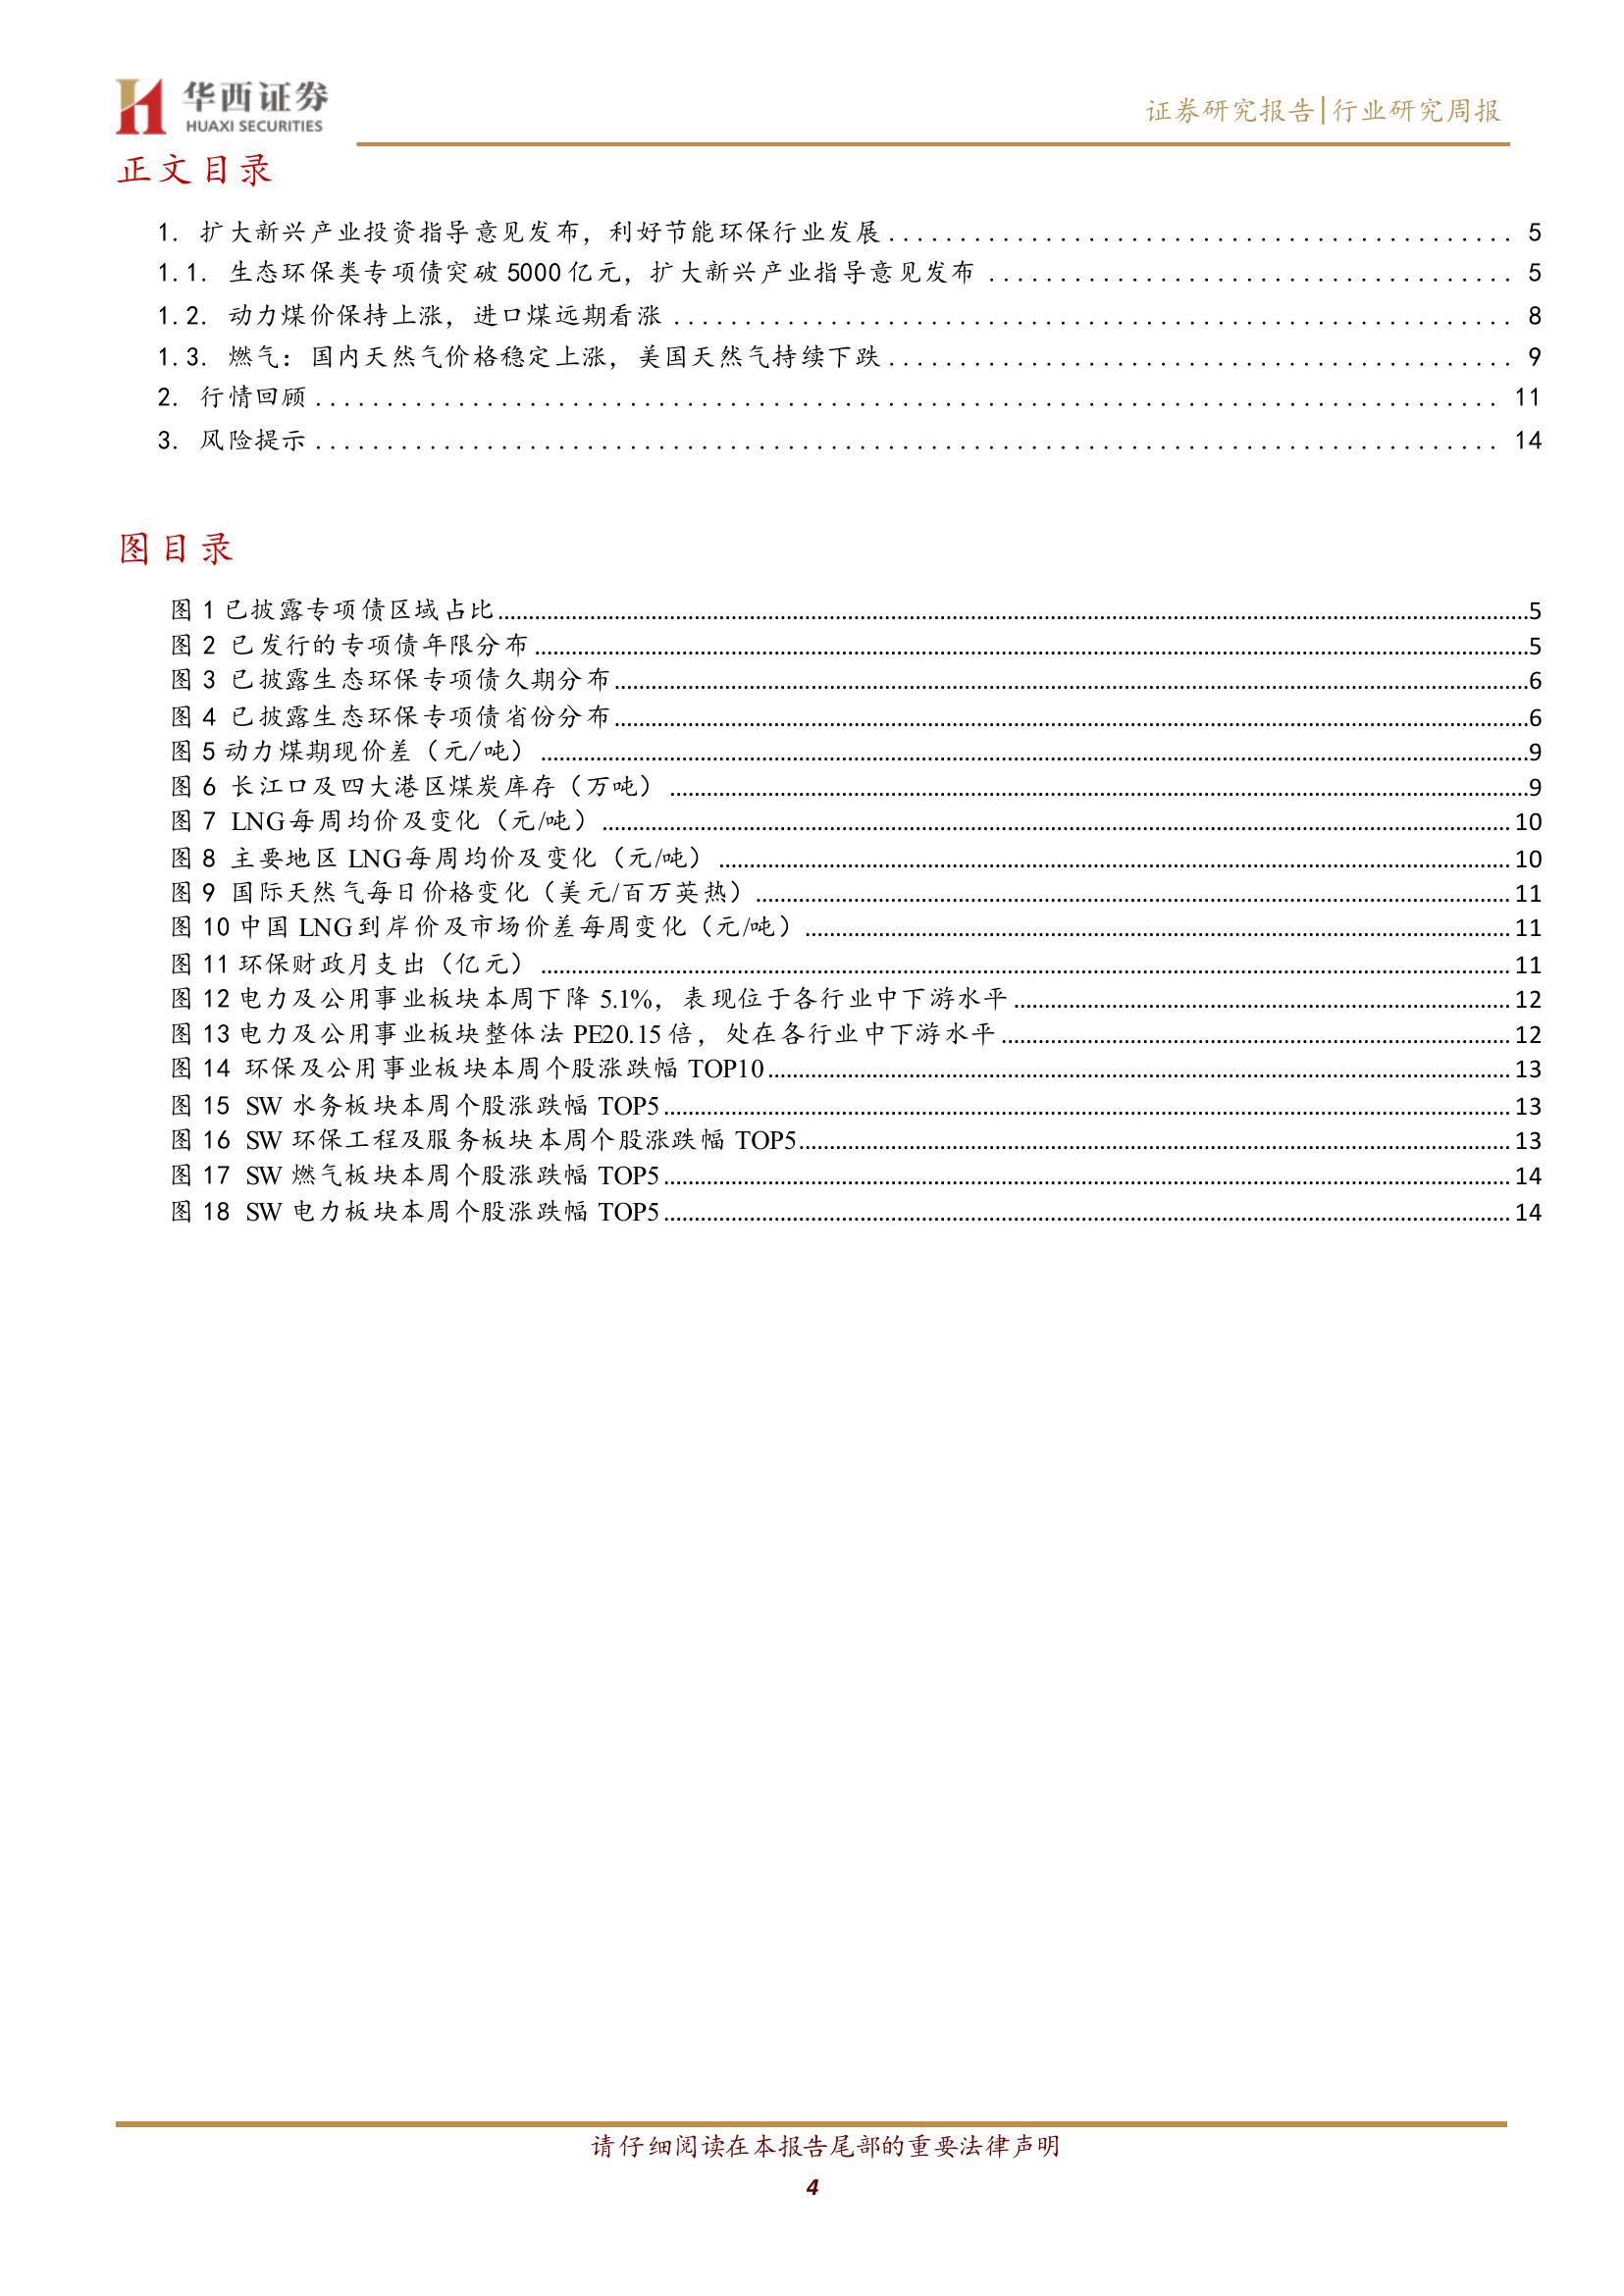 华西证券
HUAXI SECURITIES
证券研究报告|行业研究周报
正文目录
1. 扩大新兴产业投资指导意见发布，利好节能环保行业发展............................................ 5
1.1. 生态环保类专项债突破 5000 亿元，扩大新兴产业指导意见发布..................................... 5
1.2. 动力煤价保持上涨，进口煤远期看涨........................................................... 8
1.3. 燃气：国内天然气价格稳定上涨，美国天然气持续下跌............................................ 9
2. 行情回顾................................................................................... 11
3. 风险提示................................................................................... 14
图目录
图 1 已披露专项债区域占比....................................................................5
图 2 已发行的专项债年限分布..................................................................5
图 3 已披露生态环保专项债久期分布.............................................................6
图 4 已披露生态环保专项债省份分布.............................................................6
图 5 动力煤期现价差（元/吨）..................................................................9
图 6 长江口及四大港区煤炭库存（万吨）..........................................................9
图 7 LNG 每周均价及变化（元/吨）.............................................................. 10
图 8 主要地区 LNG 每周均价及变化（元/吨）...................................................... 10
图 9 国际天然气每日价格变化（美元/百万英热）................................................... 11
图 10 中国 LNG 到岸价及市场价差每周变化（元/吨）................................................ 11
图 11 环保财政月支出（亿元）.................................................................. 11
图 12 电力及公用事业板块本周下降 5.1%，表现位于各行业中下游水平................................... 12
图 13 电力及公用事业板块整体法 PE20.15 倍，处在各行业中下游水平................................... 12
图 14 环保及公用事业板块本周个股涨跌幅 TOP10................................................... 13
图 15 SW 水务板块本周个股涨跌幅 TOP5.......................................................... 13
图 16 SW 环保工程及服务板块本周个股涨跌幅 TOP5................................................. 13
图 17 SW 燃气板块本周个股涨跌幅 TOP5.......................................................... 14
图 18 SW 电力板块本周个股涨跌幅 TOP5.......................................................... 14
请仔细阅读在本报告尾部的重要法律声明
4